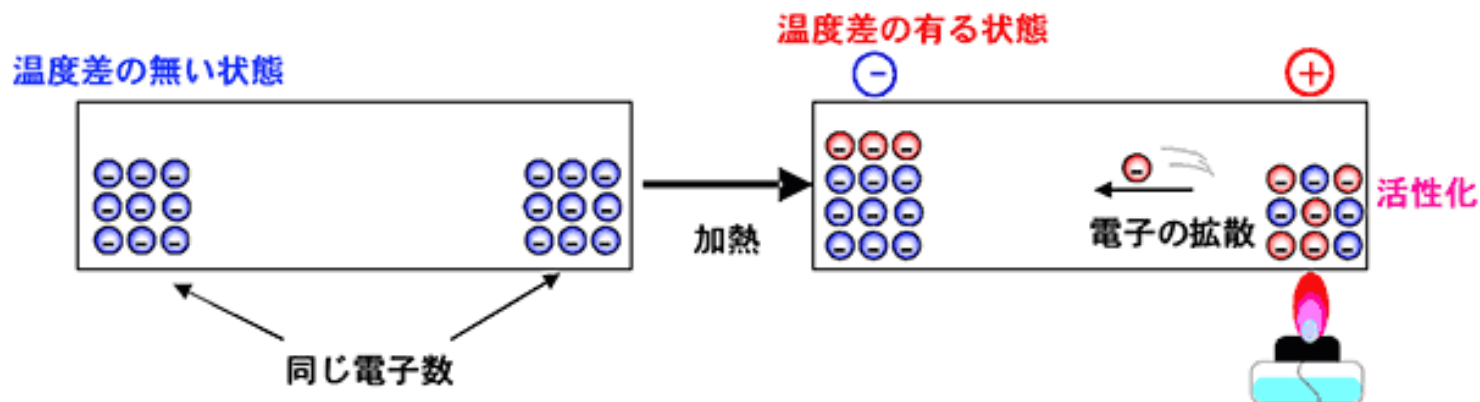 温度差の無い状態
同じ電子数
加熱
温度差の有る状態
-
+
電子の拡散
活性化